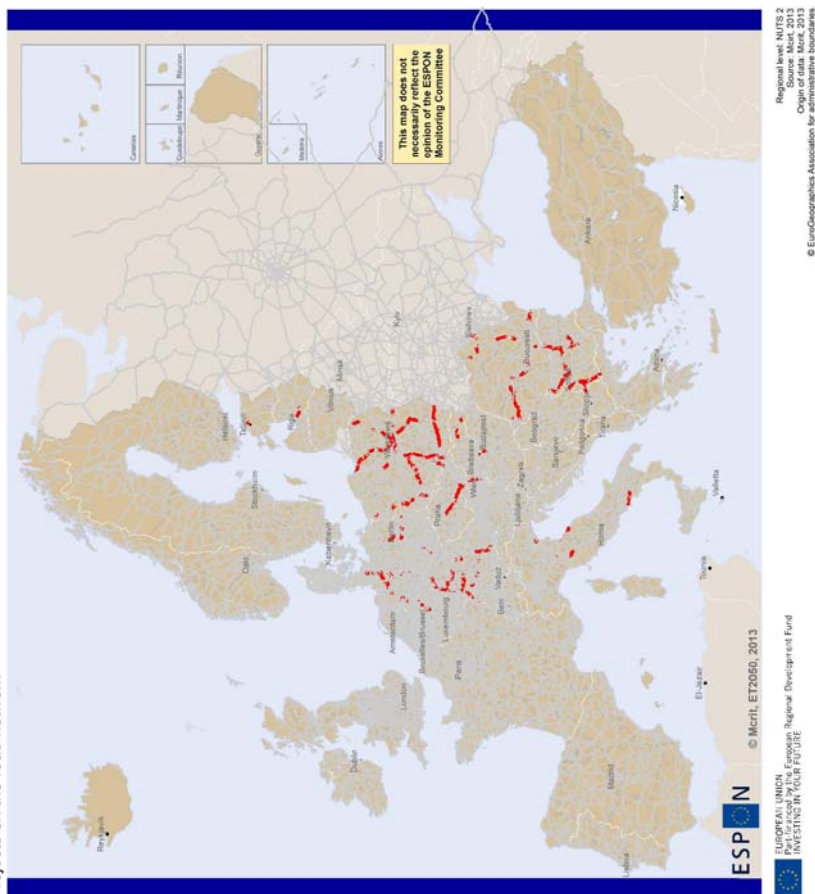 Canarias
Guadeloupe
Martinique
Réunion
Guyane
Madeira
Acores
This map does not
necessarily reflect the
opinion of the ESPON
Monitoring Committee
Reykjavik
Helsinki
Tallinn
Oslo
Stockholm
Riga
København
Vilnius
Minsk
Dublin
London
Amsterdam
Berlin
Warszawa
Kyiv
Bruxelles/Brussel
Luxembourg
Praha
Paris
Bratislava
Budapest
Kishinev
Vaduz
Bern
Ljubljana
Zagreb
Beograd
Bucuresti
Sarajevo
Podgorica
Skopje
Tirana
Roma
Ankara
Madrid
Lisboa
Athina
Nicosia
El-Jazair
Tounis
Valletta
© Mcrit, ET2050, 2013
ESPON
EUROPEAN UNION
Part-financed by the European Regional Development Fund
INVESTING IN YOUR FUTURE
Regional level: NUTS 2
Source: Mcrit, 2013
Origin of data: Mcrit, 2013
© EuroGeographics Association for administrative boundaries